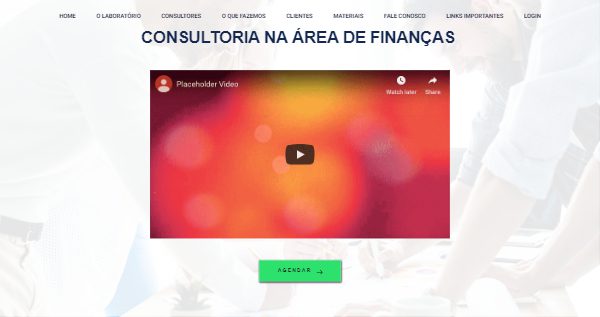 HOME O LABORATÓRIO CONSULTORES O QUE FAZEMOS CLIENTES MATERIAIS FALE CONOSCO LINKS IMPORTANTES LOGIN
CONSULTORIA NA ÁREA DE FINANÇAS
Placeholder Video
Watch later Share
AGENDAR →